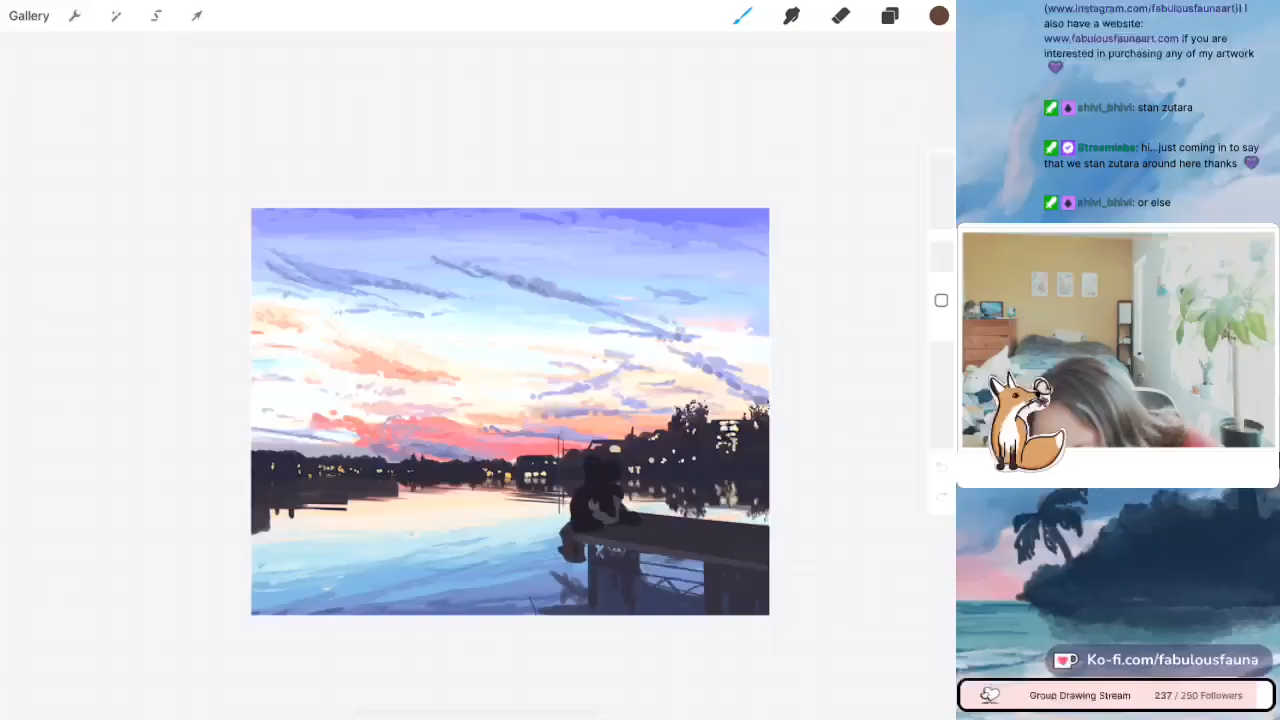 Gallery
(www.instagram.com/fabulousfaunaart)) I
also have a website:
www.fabulousfaunaart.com if you are
interested in purchasing any of my artwork
ahivi_bhivi: stan zutara
Streamlabs: hi...just coming in to say
that we stan zutara around here thanks
ahivi_bhivi: or else
Ko-fi.com/fabulousfauna
Group Drawing Stream 237 / 250 Followers